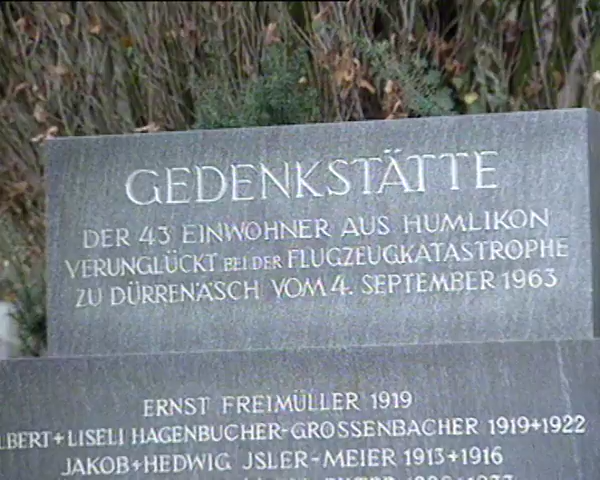 GEDENKSTÄTTE
DER 43 EINWOHNER AUS HUMLIKON
VERUNGLÜCKT BEI DER FLUGZEUGKATASTROPHE
ZU DÜRRENÄSCH VOM 4. SEPTEMBER 1963
ERNST FREIMÜLLER 1919
LBERT+LISELI HAGENBUCHER-GROSSENBACHER 1919+1922
JAKOB+HEDWIG JSLER-MEIER 1913+1916